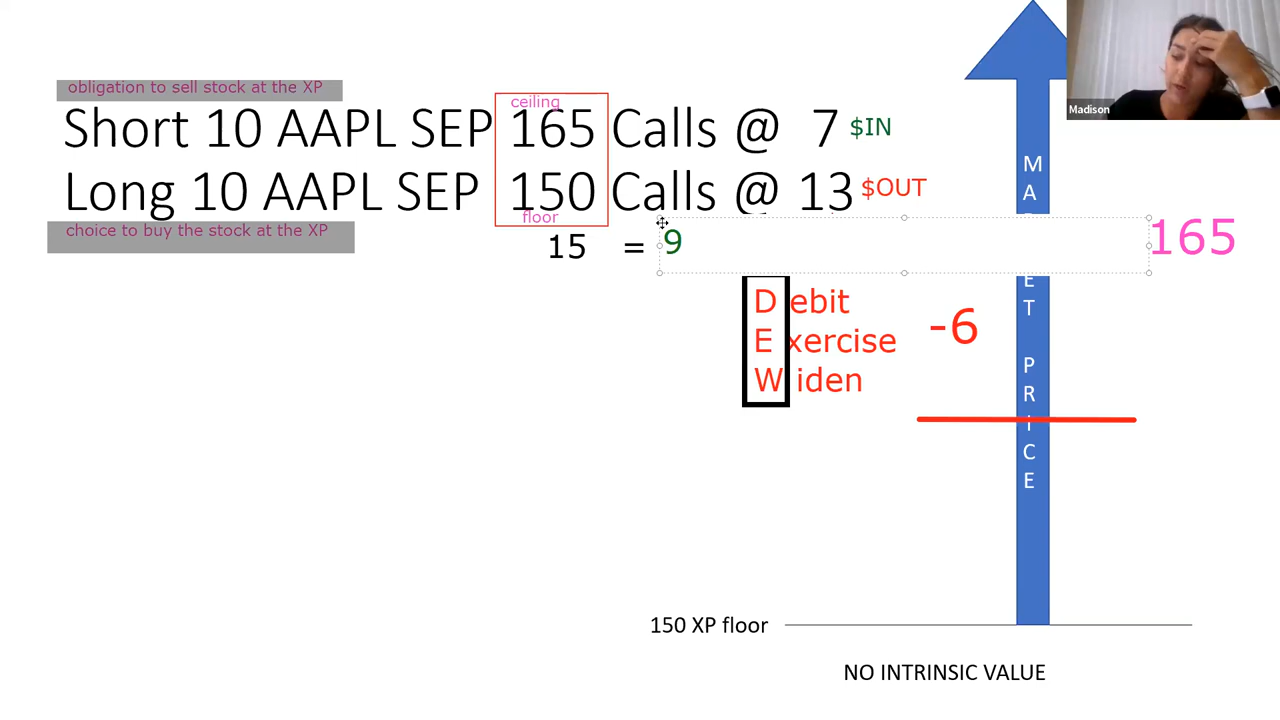 obligation to sell stock at the XP
ceiling
Short 10 AAPL SEP 165 Calls @ 7 $IN
Long 10 AAPL SEP 150 Calls @ 13 $OUT
floor
choice to buy the stock at the XP
15 = 9
165
Debit
Exercise
Widen
-6
M
A
E
T
P
R
I
C
E
150 XP floor
NO INTRINSIC VALUE
Madison